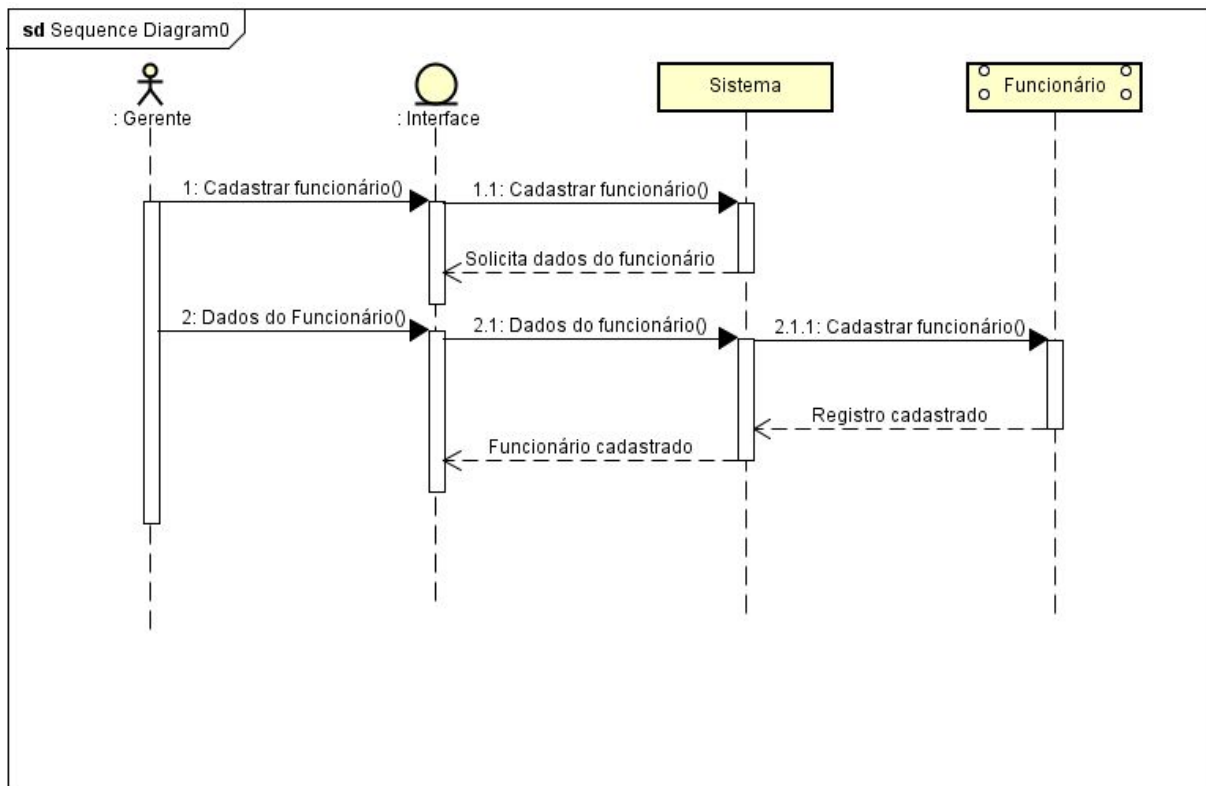 sd Sequence Diagram0
: Gerente
: Interface
Sistema
Funcionário
1: Cadastrar funcionário()
1.1: Cadastrar funcionário()
Solicita dados do funcionário
2: Dados do Funcionário()
2.1: Dados do funcionário()
2.1.1: Cadastrar funcionário()
Registro cadastrado
Funcionário cadastrado